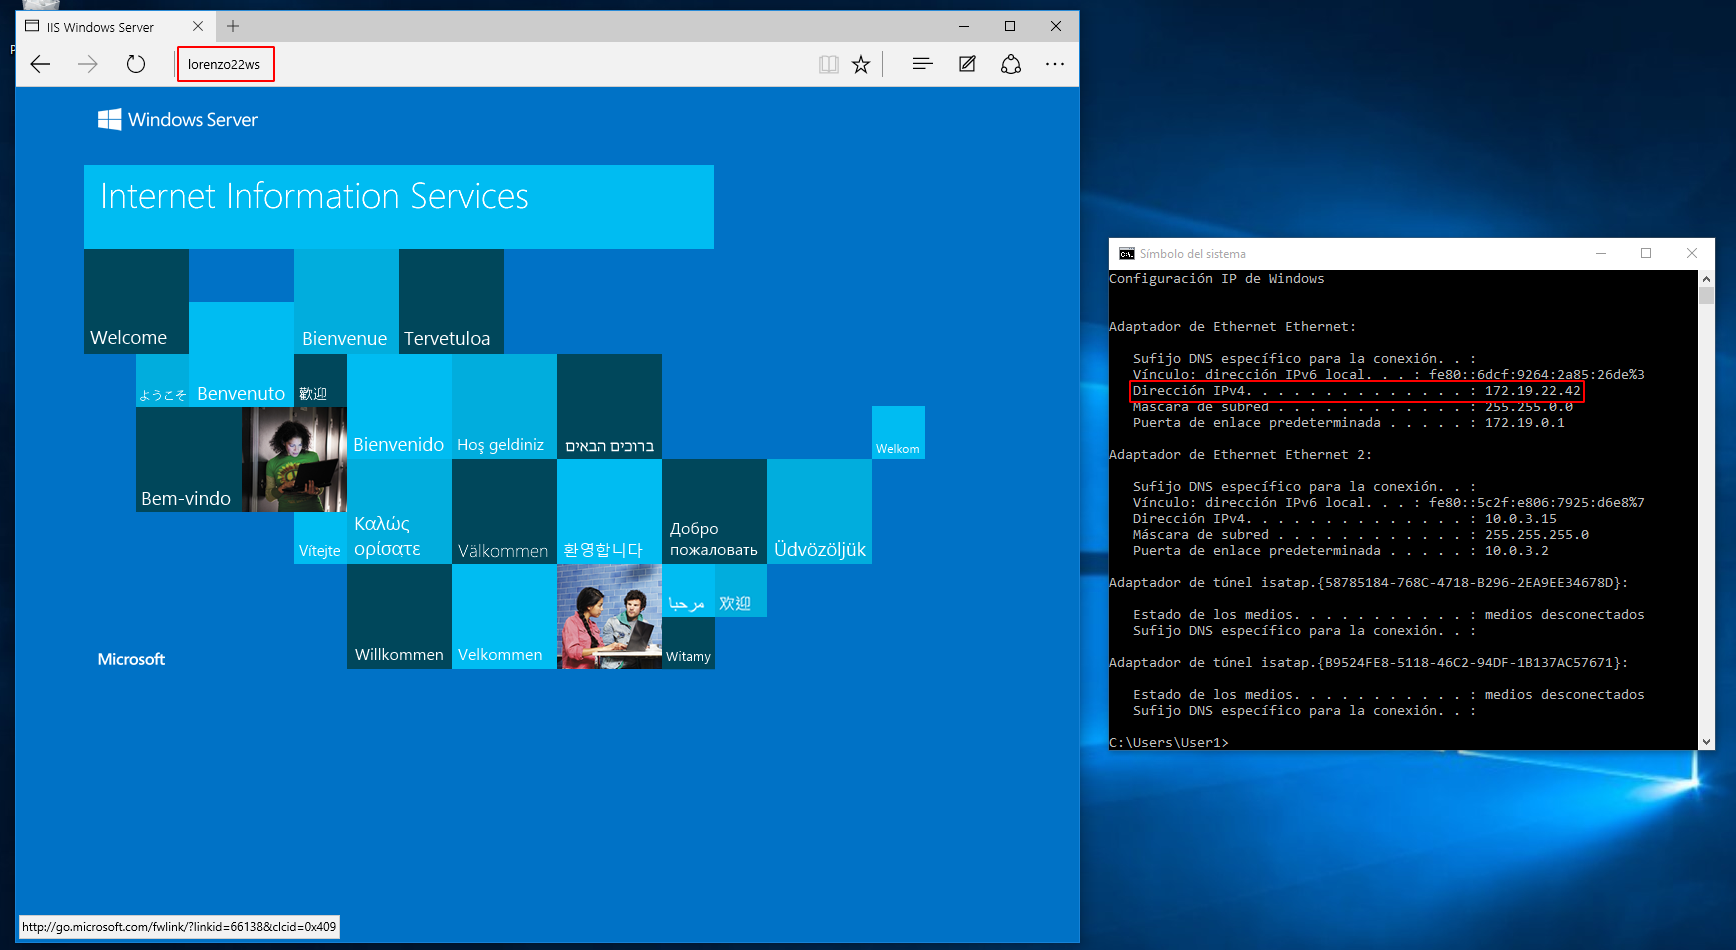 IIS Windows Server
lorenzo22ws
Windows Server
Internet Information Services
Welcome
Bienvenue
Tervetuloa
ようこそ
Benvenuto
歡迎
Bienvenido
Hoş geldiniz
ברוכים הבאים
Welkom
Bem-vindo
Καλώς
ορίσατε
Vítejte
Välkommen
환영합니다
Добро
пожаловать
Üdvözöljük
مرحبا
欢迎
Willkommen
Velkommen
Witamy
Microsoft
http://go.microsoft.com/fwlink/?linkid=66138&clcid=0x409
Símbolo del sistema
Configuración IP de Windows
Adaptador de Ethernet Ethernet:
Sufijo DNS específico para la conexión. . :
Vínculo: dirección IPv6 local. . . : fe80::6dcf:9264:2a85:26de%3
Dirección IPv4. . . . . . . . . . . . . . : 172.19.22.42
Máscara de subred . . . . . . . . . . . . : 255.255.0.0
Puerta de enlace predeterminada . . . . . : 172.19.0.1
Adaptador de Ethernet Ethernet 2:
Sufijo DNS específico para la conexión. . :
Vínculo: dirección IPv6 local. . . : fe80::5c2f:e806:7925:d6e8%7
Dirección IPv4. . . . . . . . . . . . . . : 10.0.3.15
Máscara de subred . . . . . . . . . . . . : 255.255.255.0
Puerta de enlace predeterminada . . . . . : 10.0.3.2
Adaptador de túnel isatap.{58785184-768C-4718-B296-2EA9EE34678D}:
Estado de los medios. . . . . . . . . . . : medios desconectados
Sufijo DNS específico para la conexión. . :
Adaptador de túnel isatap.{B9524FE8-5118-46C2-94DF-1B137AC57671}:
Estado de los medios. . . . . . . . . . . : medios desconectados
Sufijo DNS específico para la conexión. . :
C:\Users\User1>